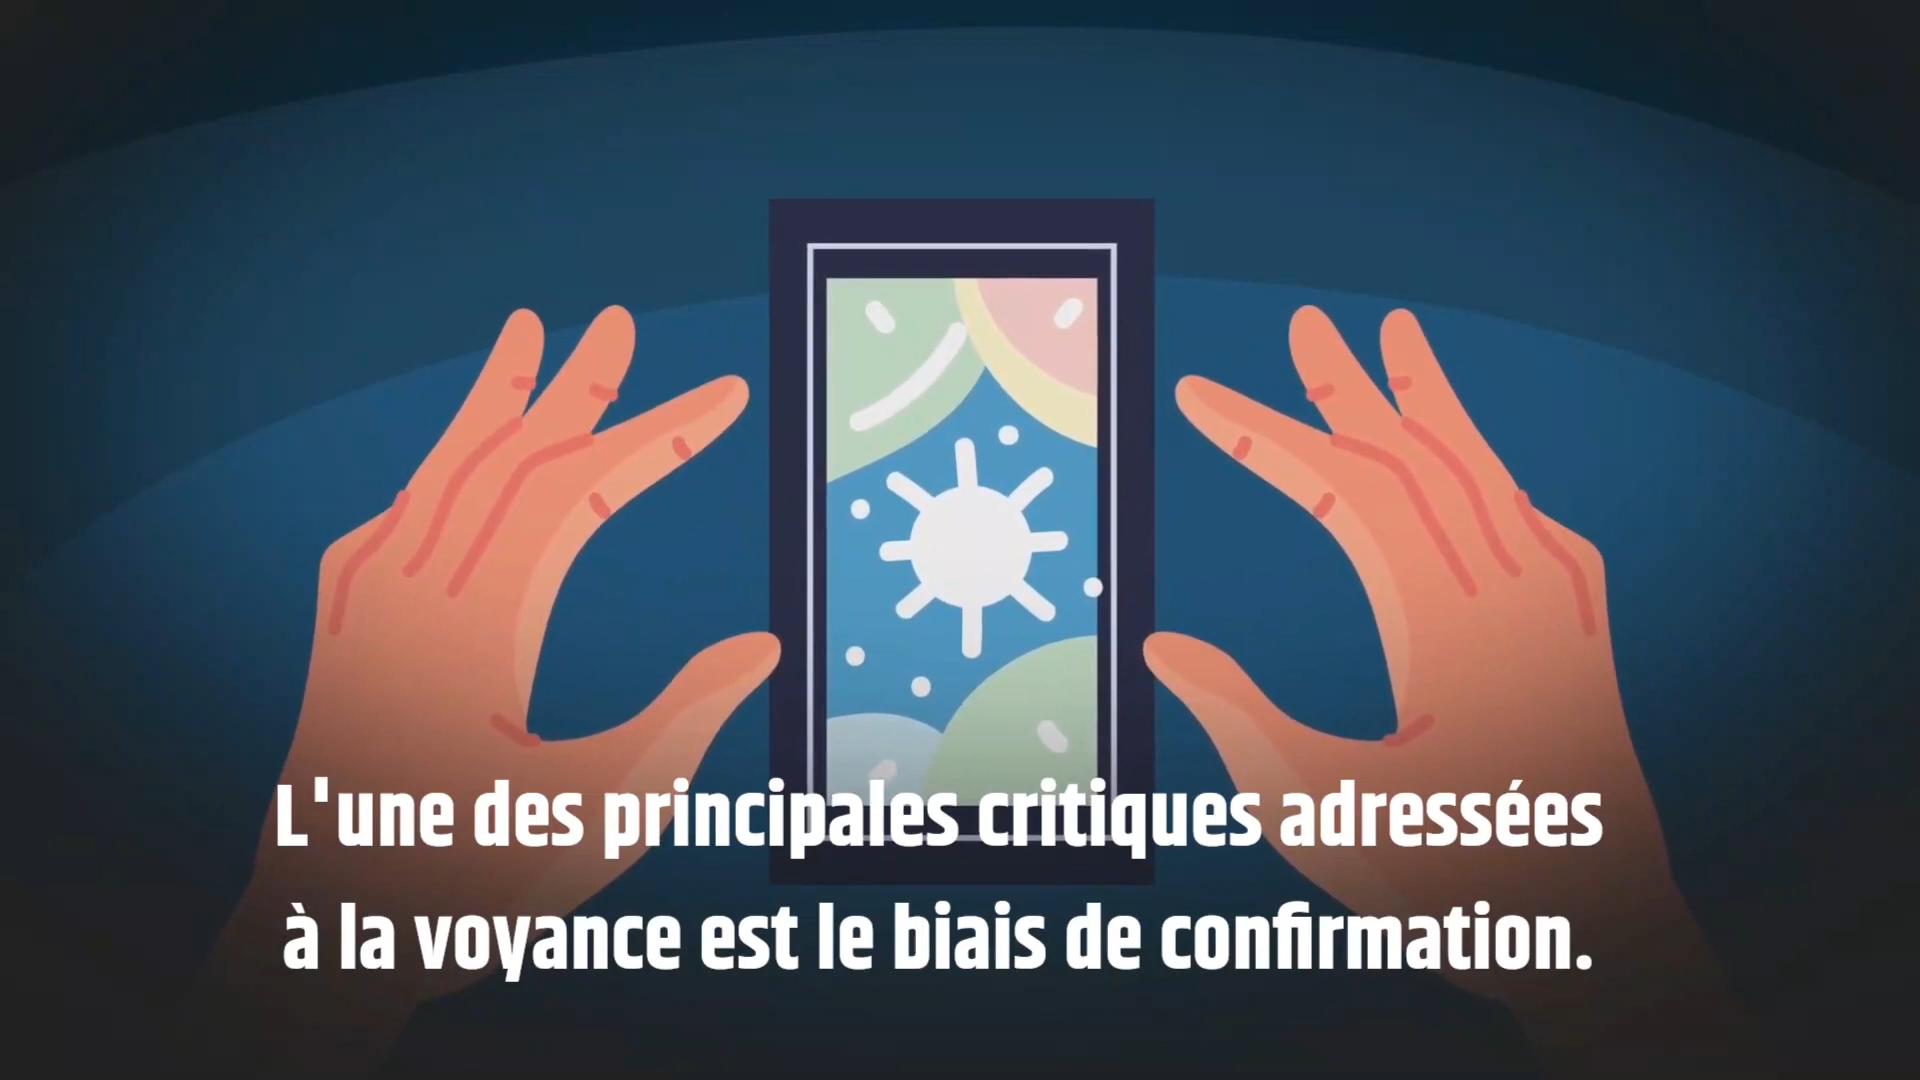 L'une des principales critiques adressées
à la voyance est le biais de confirmation.